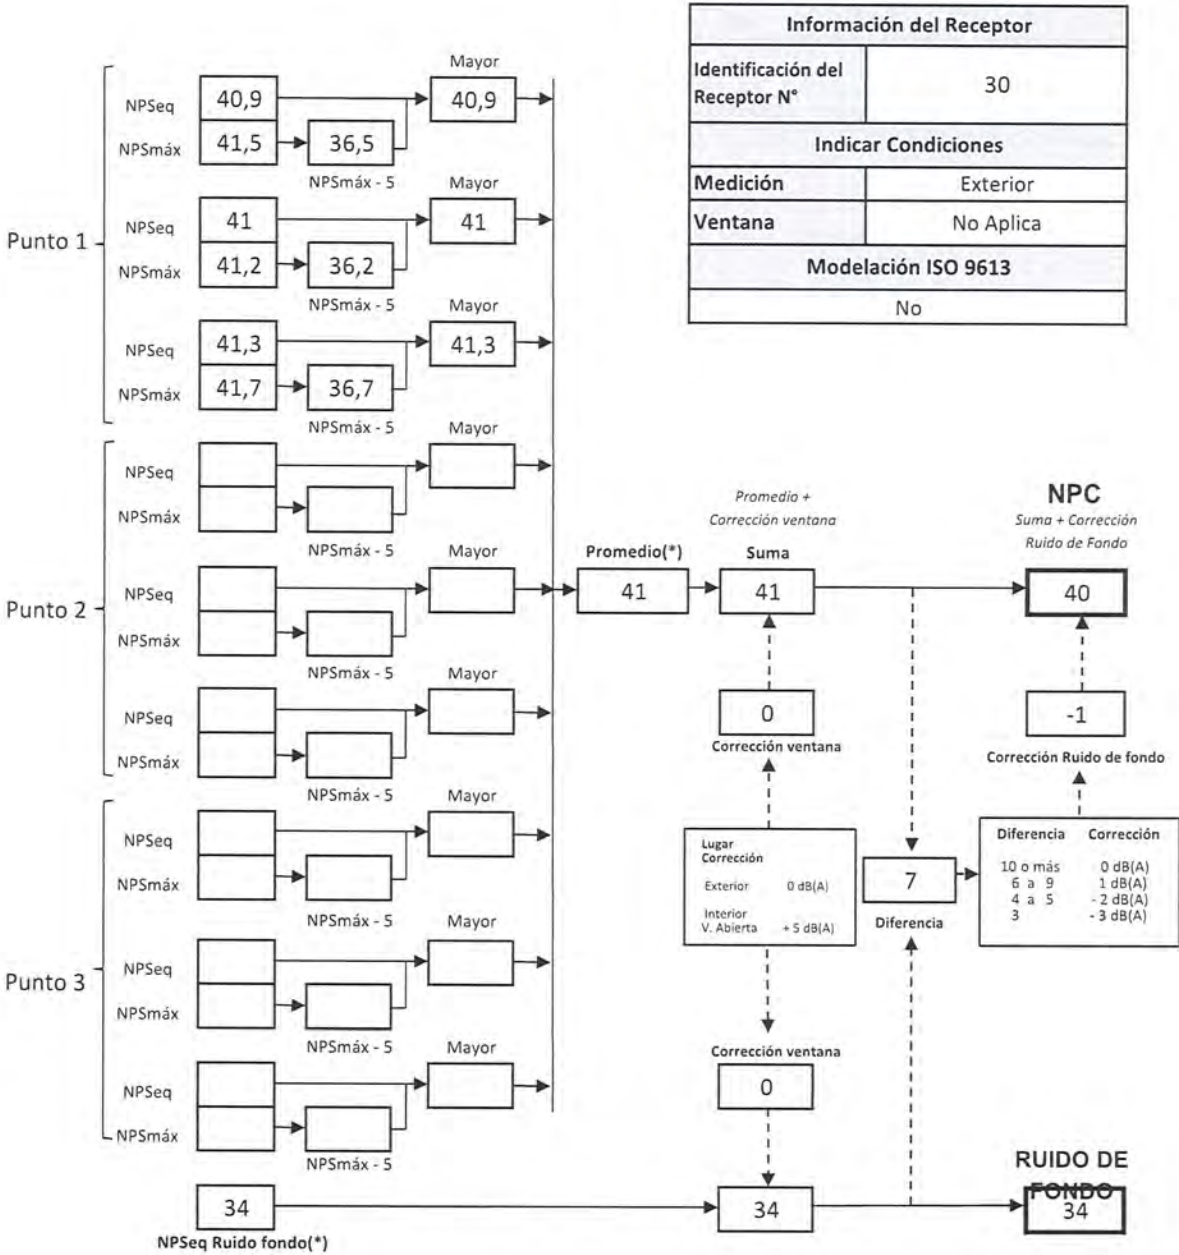 Información del Receptor
Identificación del
Receptor N°
30
Indicar Condiciones
Medición
Exterior
Ventana
No Aplica
Modelación ISO 9613
No
Punto 1
Mayor
NPSeq
40,9
40,9
NPSmáx
41,5
36,5
NPSmáx - 5
Mayor
NPSeq
41
41
NPSmáx
41,2
36,2
NPSmáx - 5
Mayor
NPSeq
41,3
41,3
NPSmáx
41,7
36,7
NPSmáx - 5
Punto 2
Mayor
NPSeq
NPSmáx
NPSmáx - 5
Mayor
NPSeq
NPSmáx
NPSmáx - 5
Mayor
NPSeq
NPSmáx
NPSmáx - 5
Punto 3
Mayor
NPSeq
NPSmáx
NPSmáx - 5
Mayor
NPSeq
NPSmáx
NPSmáx - 5
Mayor
NPSeq
NPSmáx
NPSmáx - 5
Promedio(*)
41
Promedio +
Corrección ventana
Suma
41
NPC
Suma + Corrección
Ruido de Fondo
40
0
Corrección ventana
-1
Corrección Ruido de fondo
Lugar
Corrección
Exterior 0 dB(A)
Interior
V. Abierta + 5 dB(A)
7
Diferencia
Diferencia Corrección
10 o más 0 dB(A)
6 a 9 1 dB(A)
4 a 5 - 2 dB(A)
3 - 3 dB(A)
Corrección ventana
0
34
NPSeq Ruido fondo(*)
34
RUIDO DE
FONDO
34